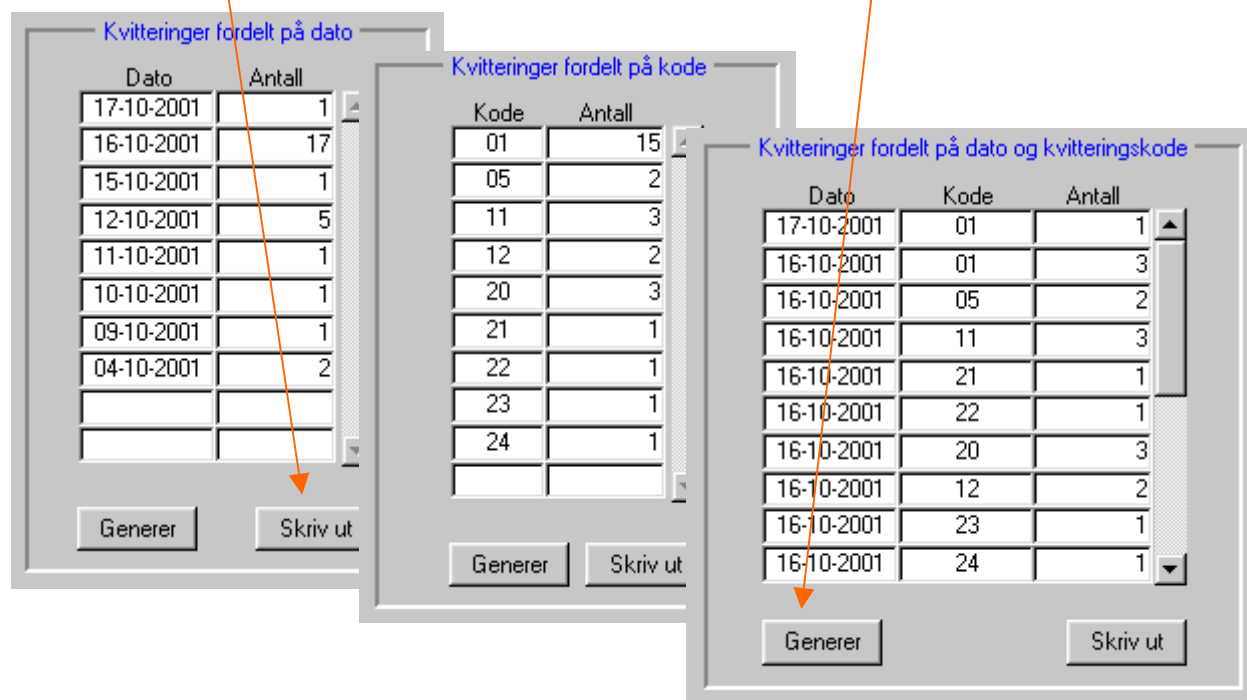 Kvitteringer fordelt på dato
Dato Antall
17-10-2001 1
16-10-2001 17
15-10-2001 1
12-10-2001 5
11-10-2001 1
10-10-2001 1
09-10-2001 1
04-10-2001 2
Generer Skriv ut
Kvitteringer fordelt på kode
Kode Antall
01 15
05 2
11 3
12 2
20 3
21 1
22 1
23 1
24 1
Generer Skriv ut
Kvitteringer fordelt på dato og kvitteringskode
Dato Kode Antall
17-10-2001 01 1
16-10-2001 01 3
16-10-2001 05 2
16-10-2001 11 3
16-10-2001 21 1
16-10-2001 22 1
16-10-2001 20 3
16-10-2001 12 2
16-10-2001 23 1
16-10-2001 24 1
Generer Skriv ut